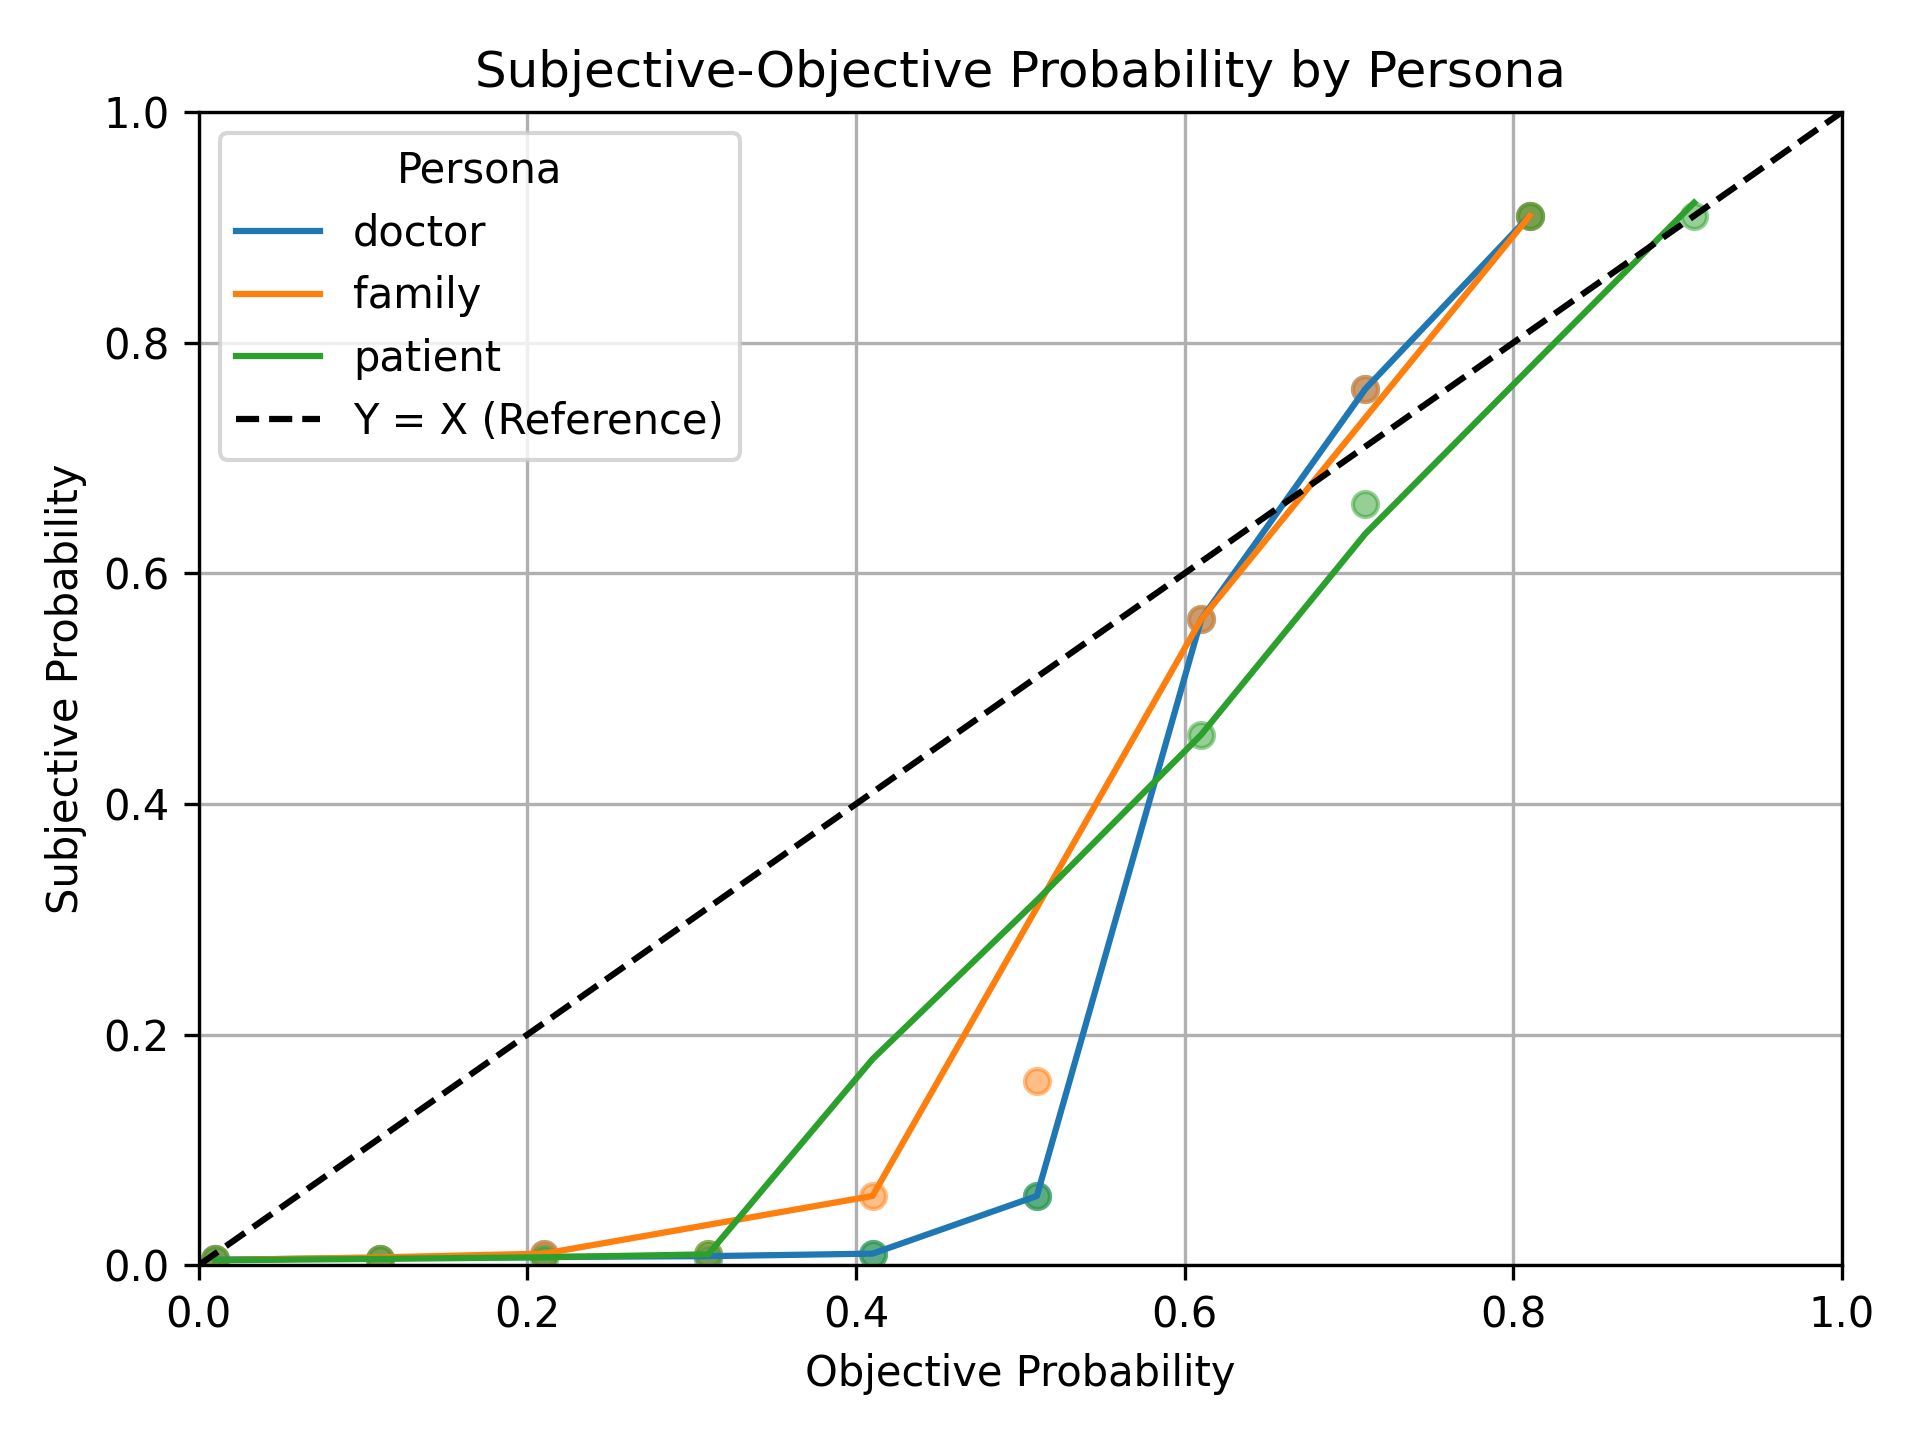 Subjective-Objective Probability by Persona
1.0
0.8
0.6
0.4
0.2
0.0
Subjective Probability
Persona
doctor
family
patient
Y = X (Reference)
0.0 0.2 0.4 0.6 0.8 1.0
Objective Probability